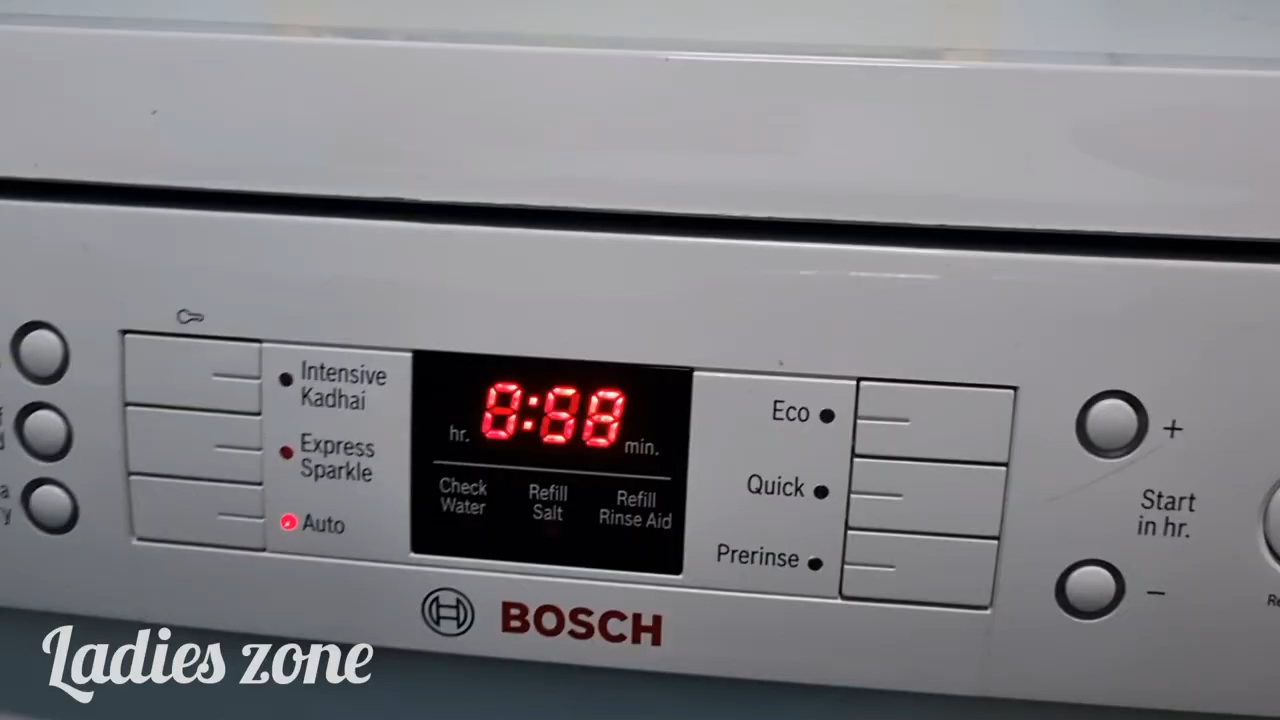 Intensive
Kadhai
Express
Sparkle
Auto
8:88
hr.
min.
Check
Water
Refill
Salt
Refill
Rinse Aid
Eco
Quick
Prerinse
+
Start
in hr.
−
BOSCH
Ladies zone